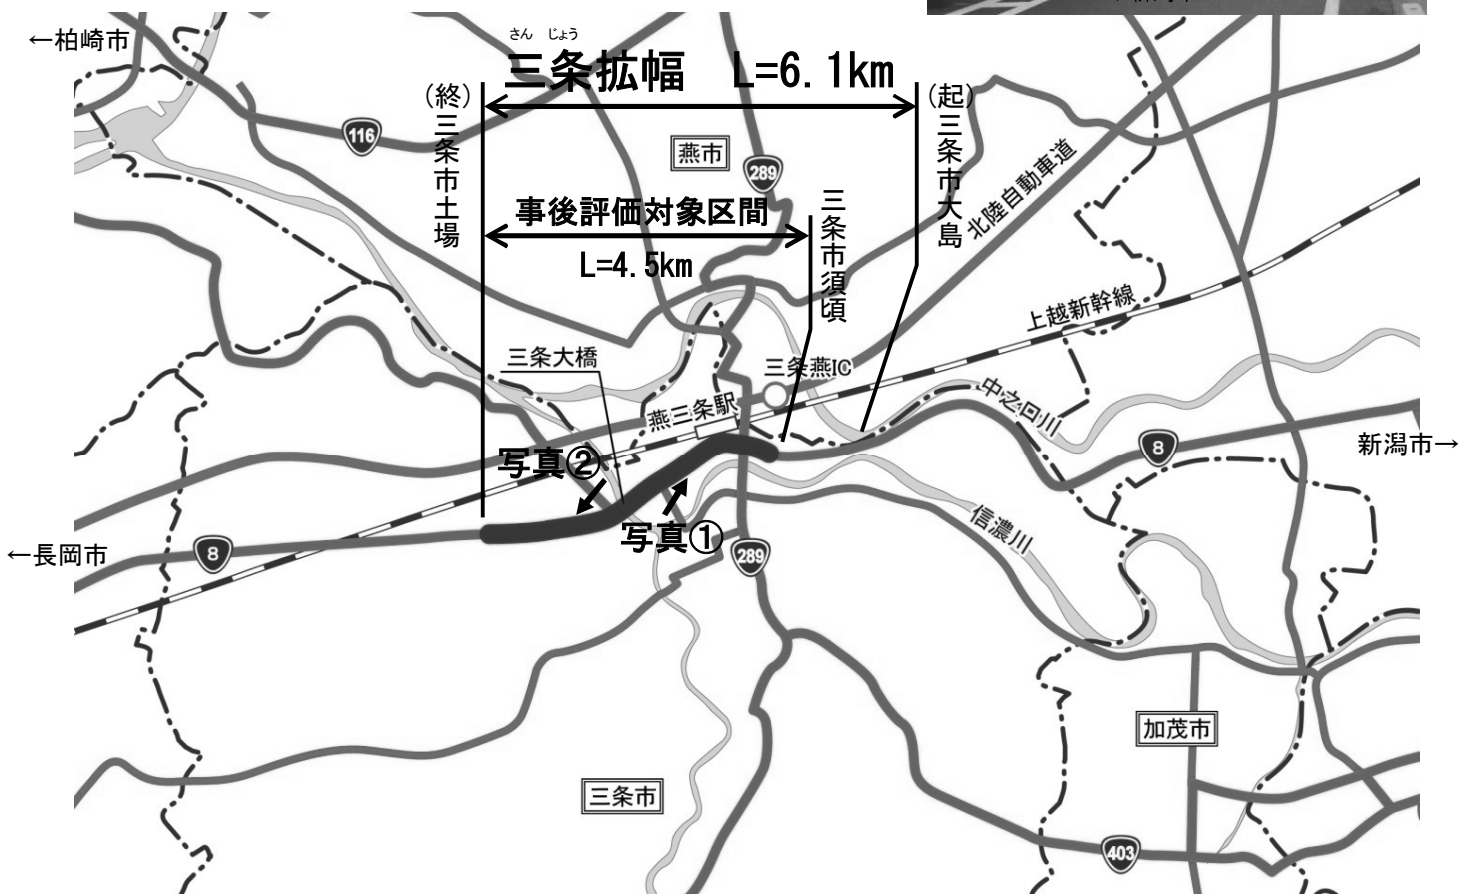 ←柏崎市
さん じょう
三条拡幅 L=6.1km
(終)三条市土場
(起)三条市大島
116
燕市
289
事後評価対象区間
L=4.5km
三条市須頃
北陸自動車道
上越新幹線
三条大橋
三条燕IC
燕三条駅
中之口川
8
新潟市→
写真②
写真①
信濃川
←長岡市
8
289
加茂市
三条市
403